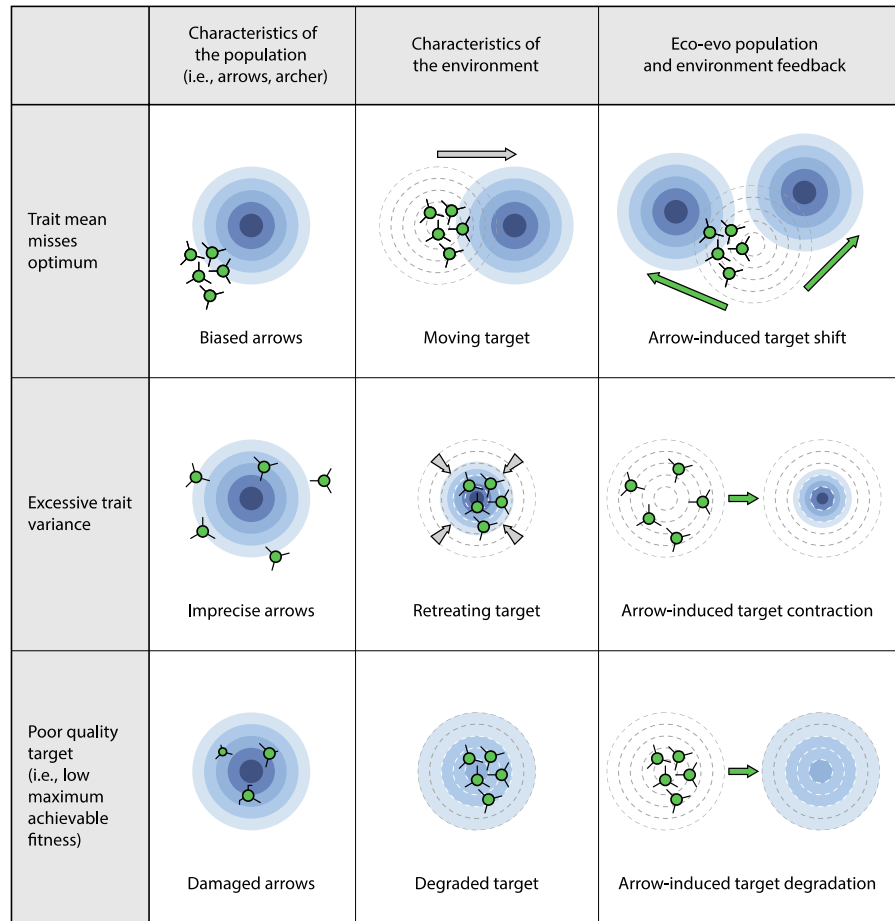 Characteristics of
the population
(i.e., arrows, archer)
Characteristics of
the environment
Eco-evo population
and environment feedback
Trait mean
misses
optimum
Biased arrows
Moving target
Arrow-induced target shift
Excessive trait
variance
Imprecise arrows
Retreating target
Arrow-induced target contraction
Poor quality
target
(i.e., low
maximum
achievable
fitness)
Damaged arrows
Degraded target
Arrow-induced target degradation